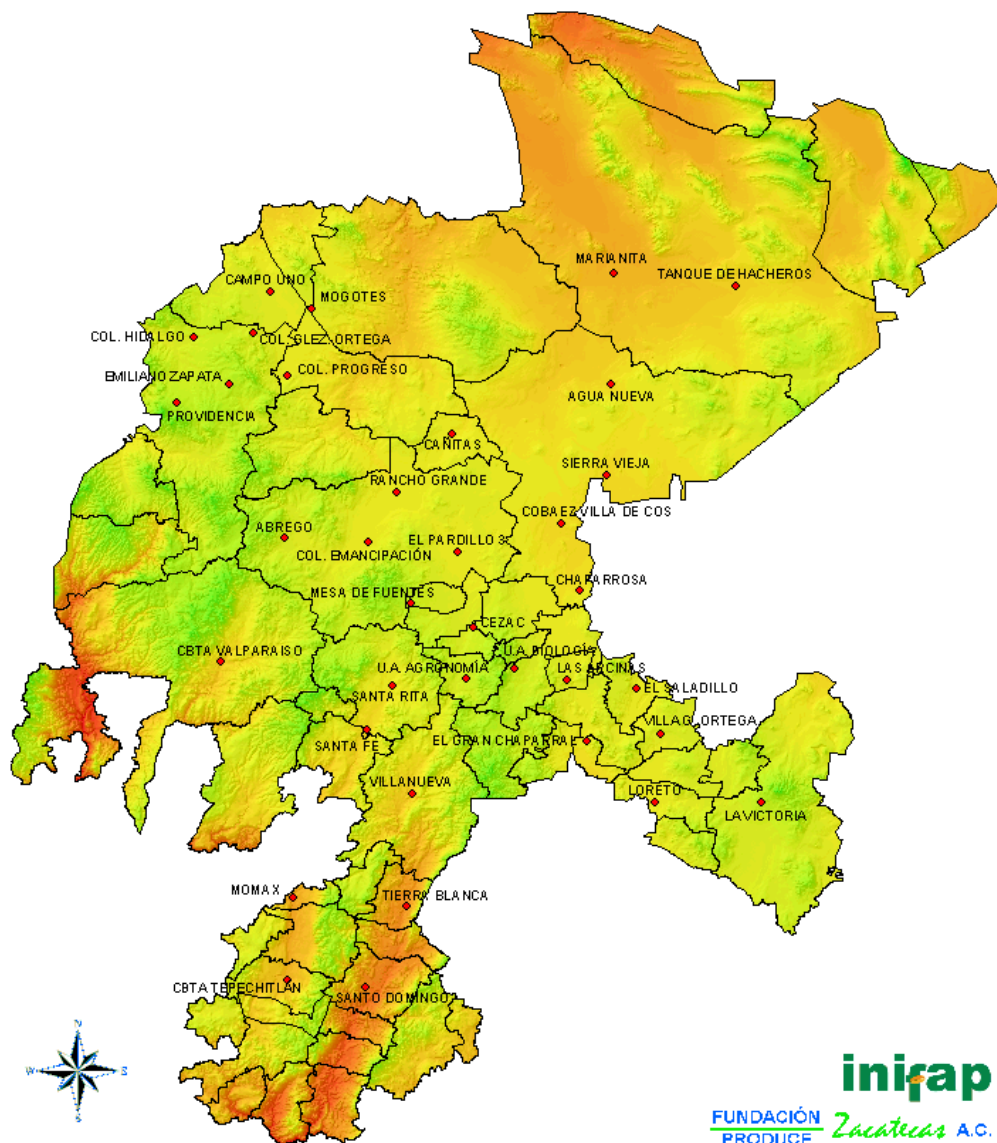 MARIANITA
TANQUE DE HACHEROS
CAMPO UNO
MOGOTES
COL. HIDALGO
COL. GLEZ. ORTEGA
COL. PROGRESO
EMILIANO ZAPATA
AGUA NUEVA
PROVIDENCIA
CAÑITAS
SIERRA VIEJA
RANCHO GRANDE
COBAEZ VILLA DE COS
ABREGO
EL PARDILLO 3
COL. EMANCIPACIÓN
CHAPARROSA
MESA DE FUENTES
CEZAC
CBTA VALPARAISO
U.A. BIOLOGÍA
U.A. AGRONOMÍA
LAS ARCINAS
SANTA RITA
EL SALADILLO
VILLA G. ORTEGA
SANTA FE
EL GRAN CHAPARRAL
VILLANUEVA
LORETO
LA VICTORIA
MOMAX
TIERRA BLANCA
CBTA TEPECHITLÁN
SANTO DOMINGO
N
W E
S
inifap
FUNDACIÓN
PRODUCE Zacatecas A.C.